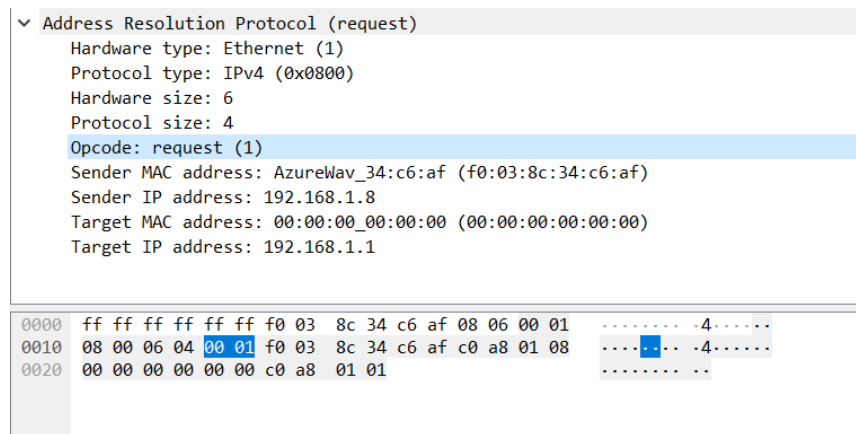 Address Resolution Protocol (request)
Hardware type: Ethernet (1)
Protocol type: IPv4 (0x0800)
Hardware size: 6
Protocol size: 4
Opcode: request (1)
Sender MAC address: AzureWav_34:c6:af (f0:03:8c:34:c6:af)
Sender IP address: 192.168.1.8
Target MAC address: 00:00:00_00:00:00 (00:00:00:00:00:00)
Target IP address: 192.168.1.1
0000 ff ff ff ff ff ff f0 03 8c 34 c6 af 08 06 00 01 ········ ·4······
0010 08 00 06 04 00 01 f0 03 8c 34 c6 af c0 a8 01 08 ········ ·4······
0020 00 00 00 00 00 00 c0 a8 01 01 ········ ··